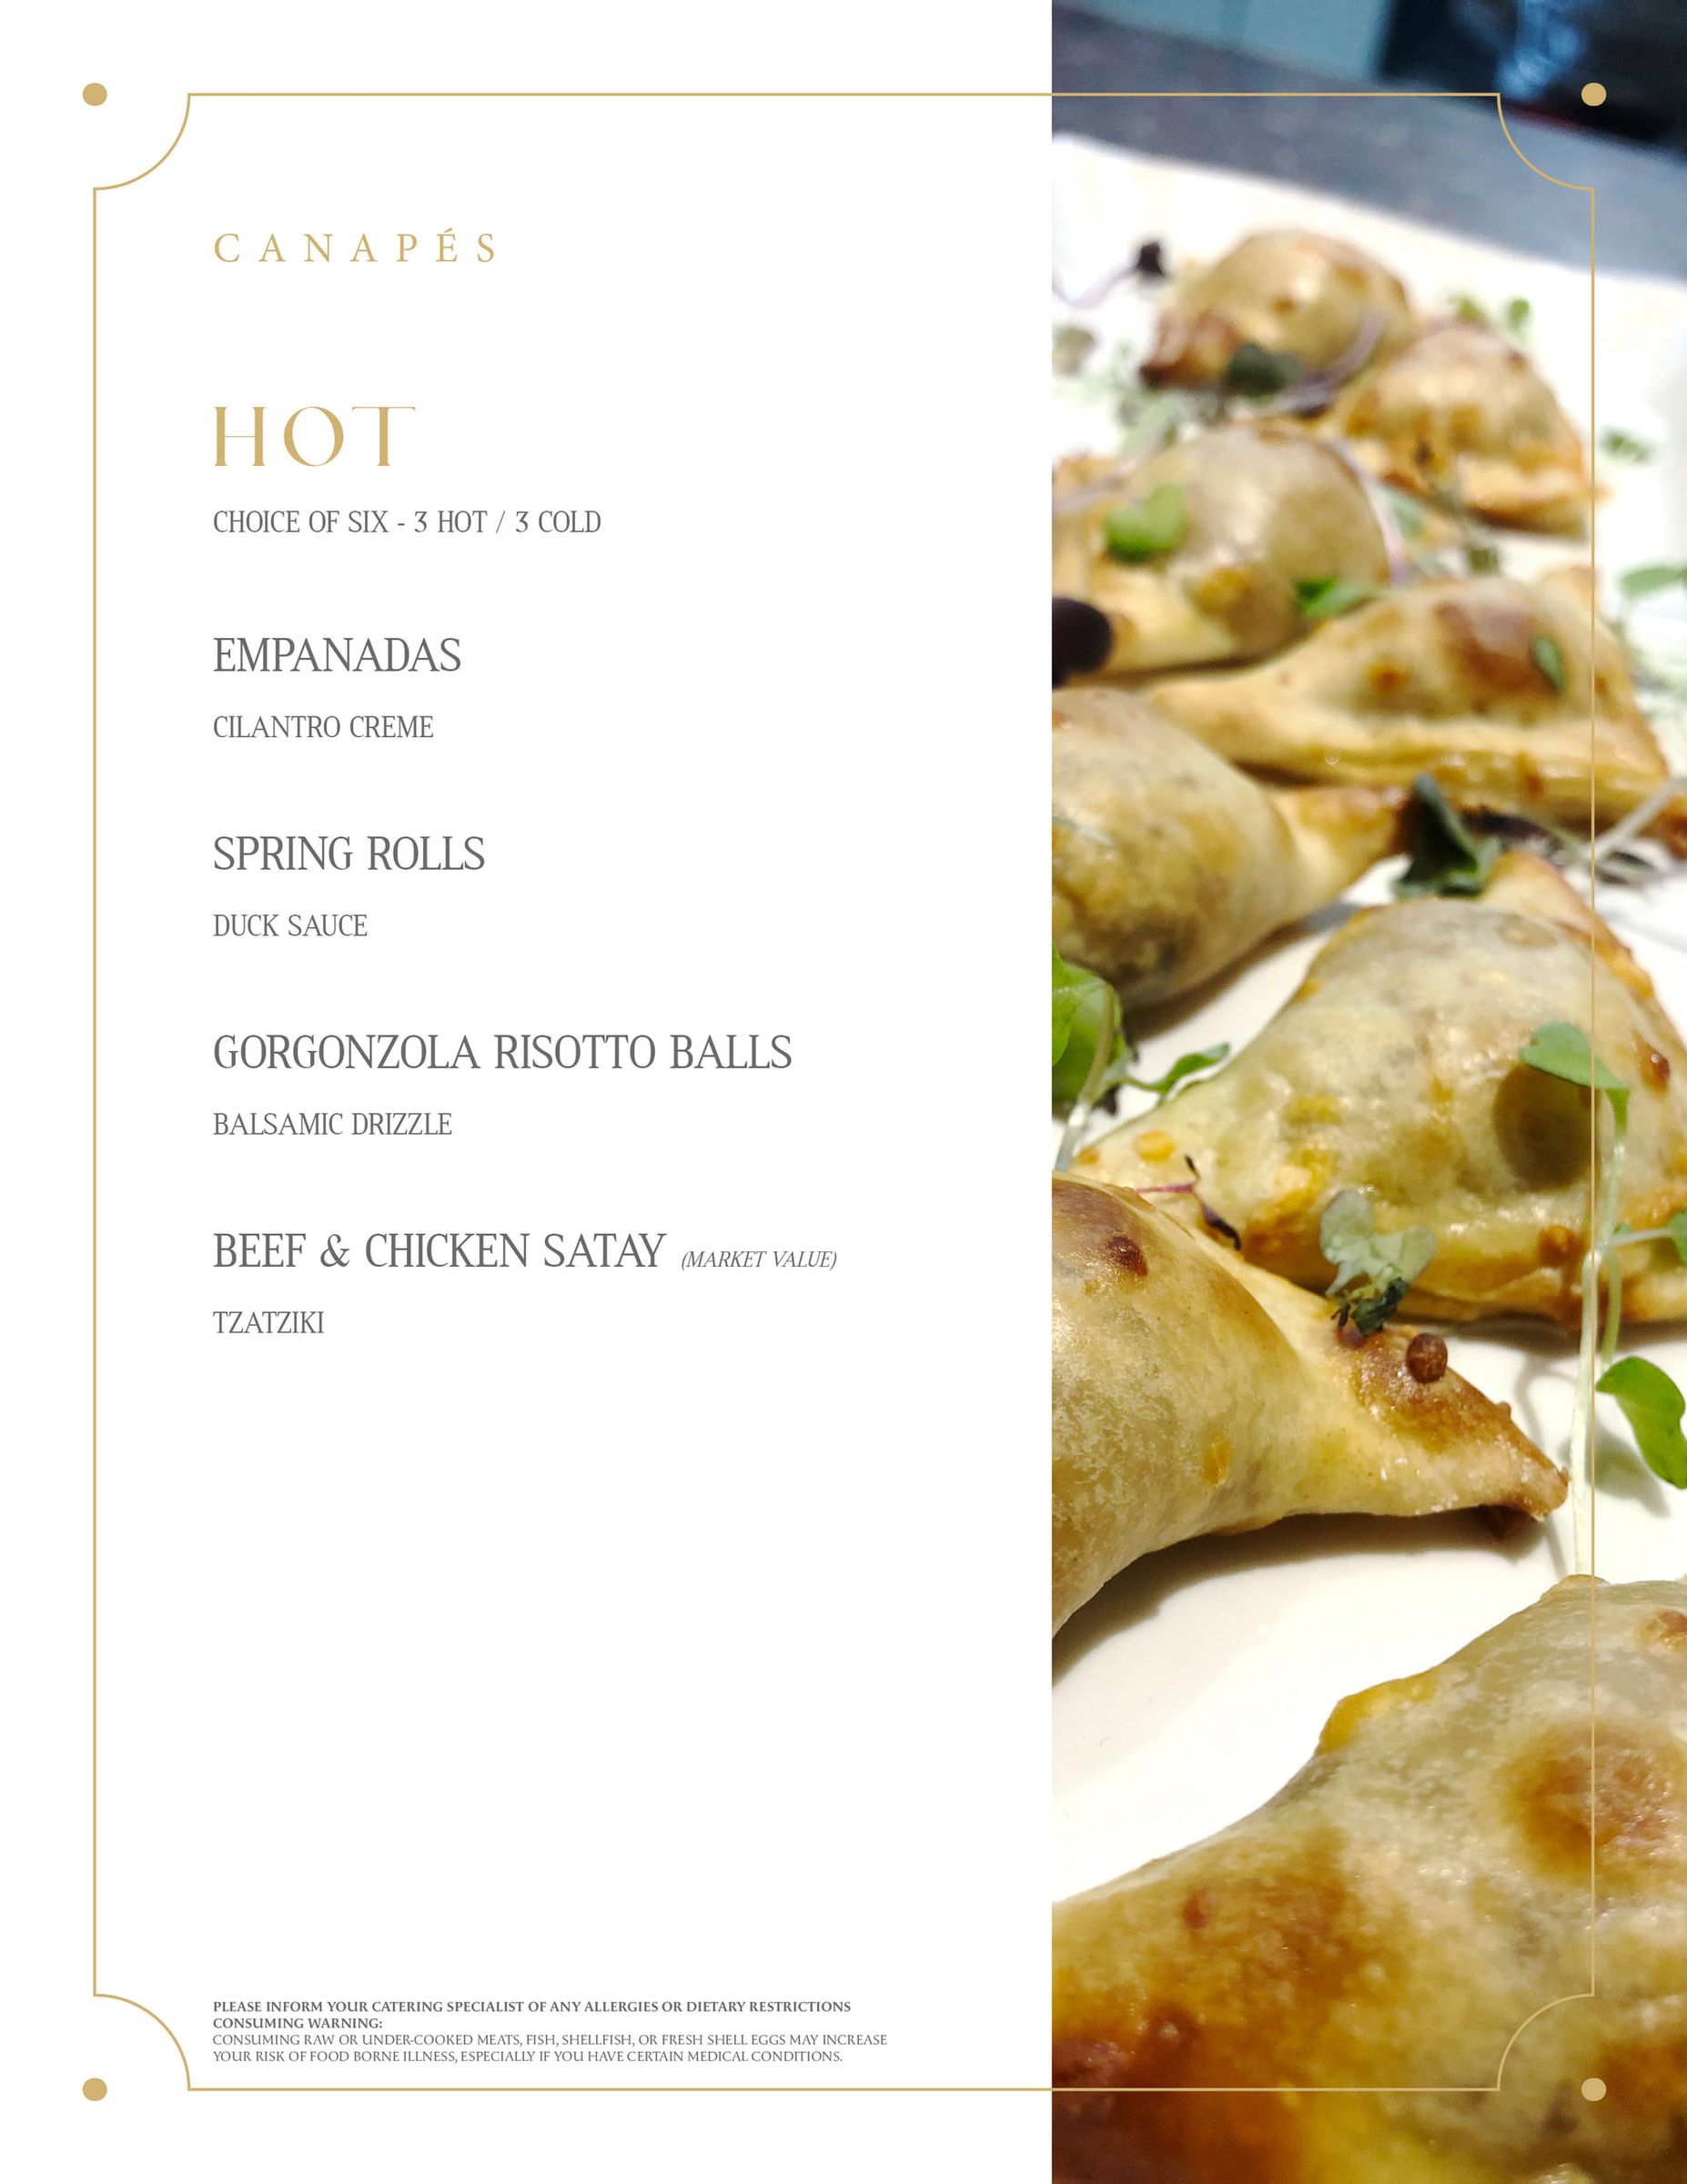 CANAPÉS
HOT
CHOICE OF SIX - 3 HOT / 3 COLD
EMPANADAS
CILANTRO CREME
SPRING ROLLS
DUCK SAUCE
GORGONZOLA RISOTTO BALLS
BALSAMIC DRIZZLE
BEEF & CHICKEN SATAY (MARKET VALUE)
TZATZIKI
PLEASE INFORM YOUR CATERING SPECIALIST OF ANY ALLERGIES OR DIETARY RESTRICTIONS
CONSUMING WARNING:
CONSUMING RAW OR UNDER-COOKED MEATS, FISH, SHELLFISH, OR FRESH SHELL EGGS MAY INCREASE
YOUR RISK OF FOOD BORNE ILLNESS, ESPECIALLY IF YOU HAVE CERTAIN MEDICAL CONDITIONS.